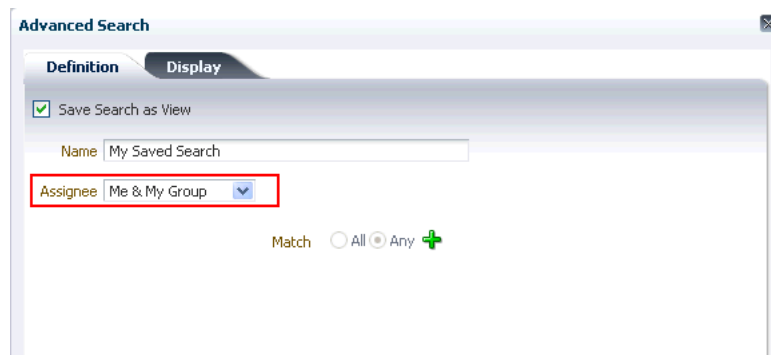 Advanced Search
Definition Display
Save Search as View
Name My Saved Search
Assignee Me & My Group
Match All Any